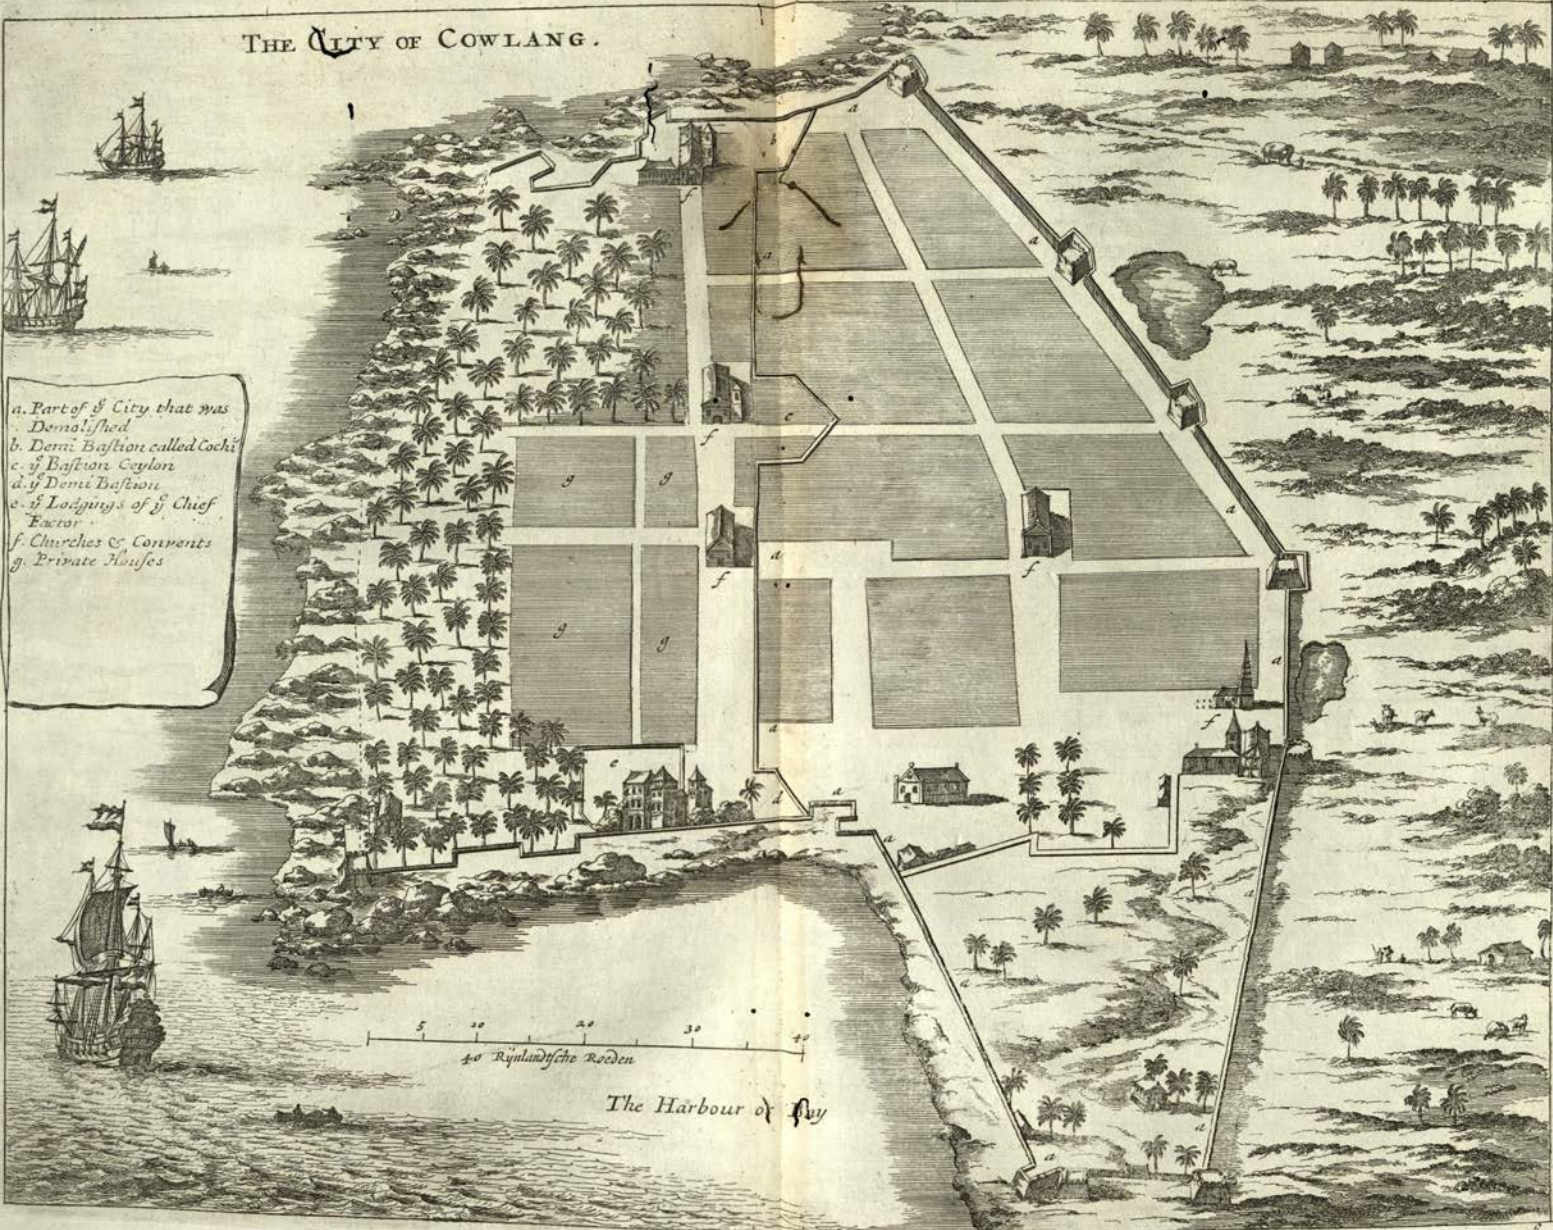 THE CITY OF COWLANG.
a. Part of ẏ City that was
Demolished
b. Demi Bastion called Cochi
c. ẏ Bastion Ceylon
d. ẏ Demi Bastion
e. ẏ Lodgings of ẏ Chief
Factor.
f. Churches & Convents
g. Private Houses
a
b
f
a
a
c
f
g
g
a
f
a
f
g
g
a
f
a
e
d
a
a
a
a
5 10 20 30 40
40 Rijnlandtsche Roeden
The Harbour or Bay
a
a